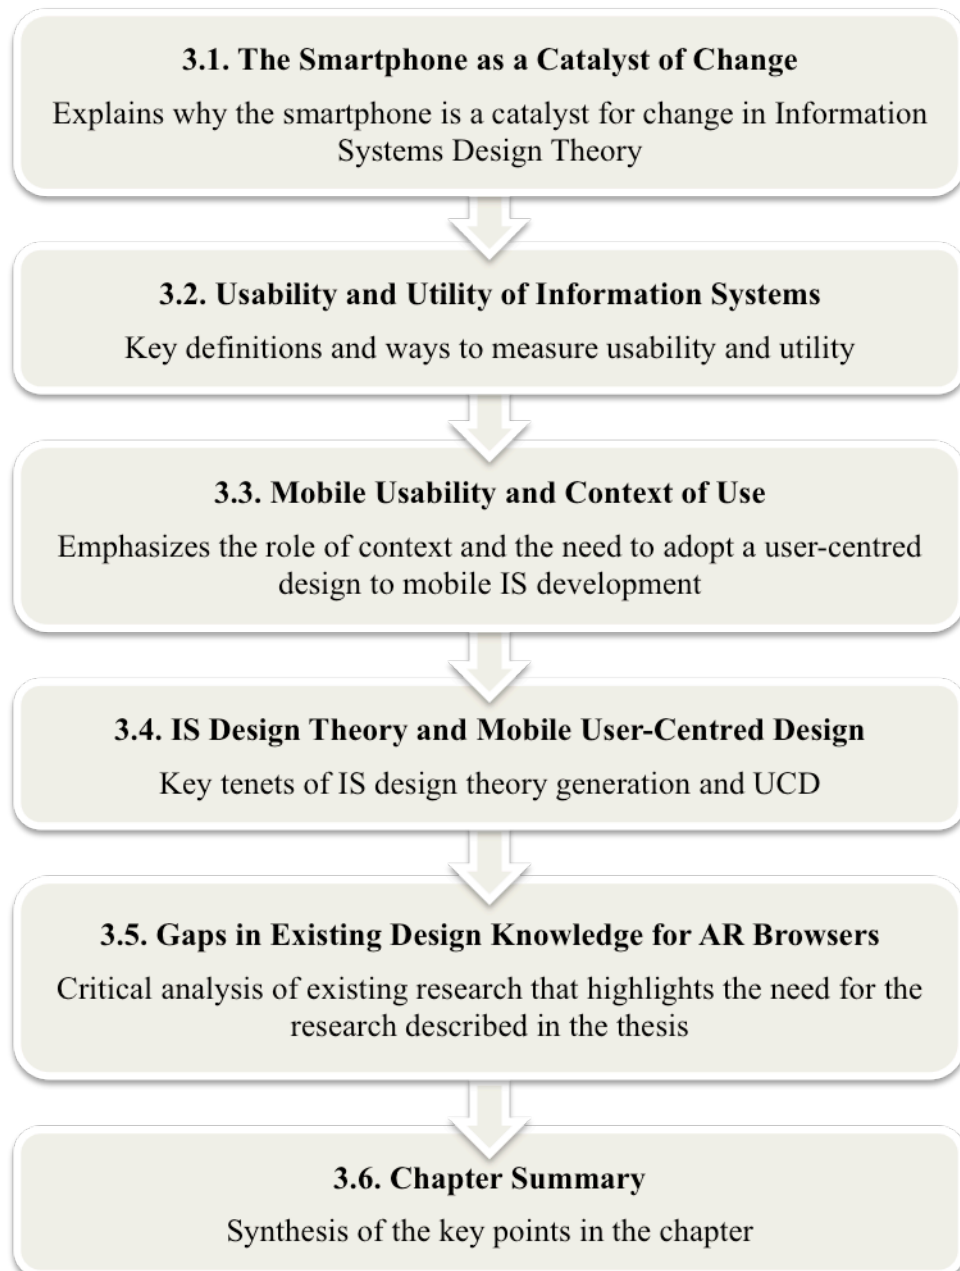 3.1. The Smartphone as a Catalyst of Change
Explains why the smartphone is a catalyst for change in Information
Systems Design Theory
3.2. Usability and Utility of Information Systems
Key definitions and ways to measure usability and utility
3.3. Mobile Usability and Context of Use
Emphasizes the role of context and the need to adopt a user-centred
design to mobile IS development
3.4. IS Design Theory and Mobile User-Centred Design
Key tenets of IS design theory generation and UCD
3.5. Gaps in Existing Design Knowledge for AR Browsers
Critical analysis of existing research that highlights the need for the
research described in the thesis
3.6. Chapter Summary
Synthesis of the key points in the chapter